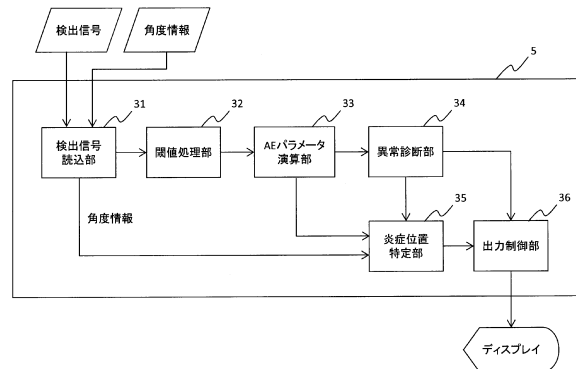 検出信号
角度情報
5
31
32
33
34
検出信号
読込部
閾値処理部
AEパラメータ
演算部
異常診断部
35
36
角度情報
炎症位置
特定部
出力制御部
ディスプレイ